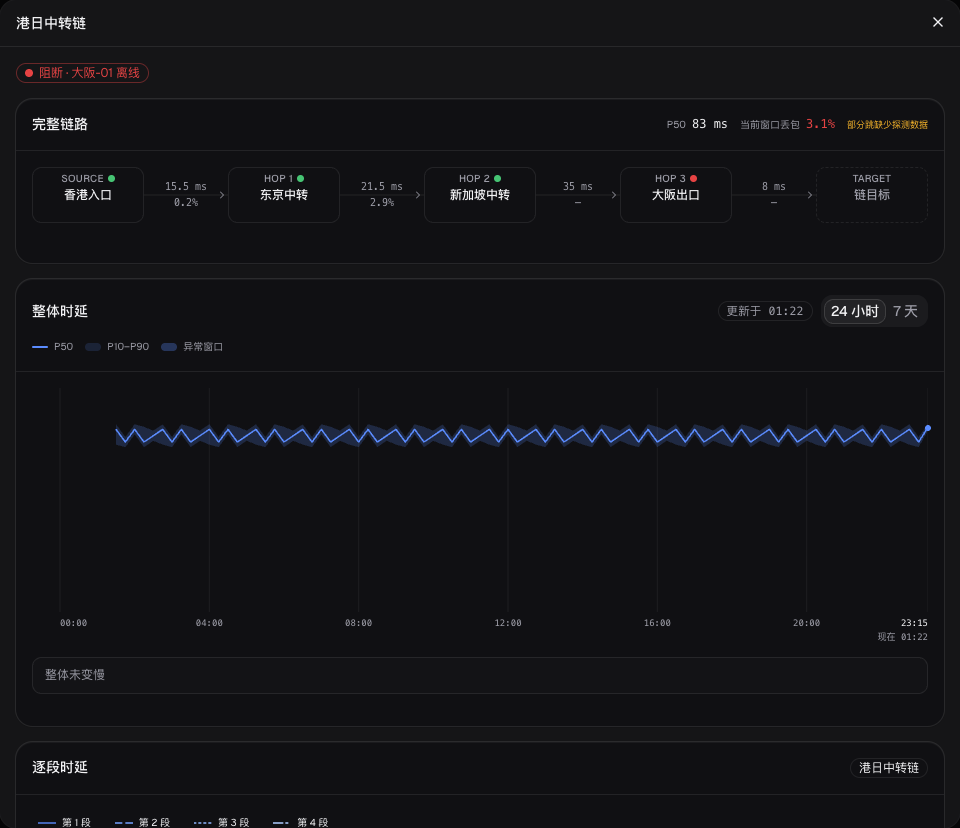 港日中转链
阻断 · 大阪-01 离线
完整链路
P50 83 ms 当前窗口丢包 3.1% 部分跳缺少探测数据
SOURCE
香港入口
15.5 ms
0.2%
HOP 1
东京中转
21.5 ms
2.9%
HOP 2
新加坡中转
35 ms
—
HOP 3
大阪出口
8 ms
—
TARGET
链目标
整体时延
更新于 01:22
24 小时 7 天
P50 P10–P90 异常窗口
00:00 04:00 08:00 12:00 16:00 20:00 23:15
现在 01:22
整体未变慢
逐段时延
港日中转链
第 1 段 第 2 段 第 3 段 第 4 段